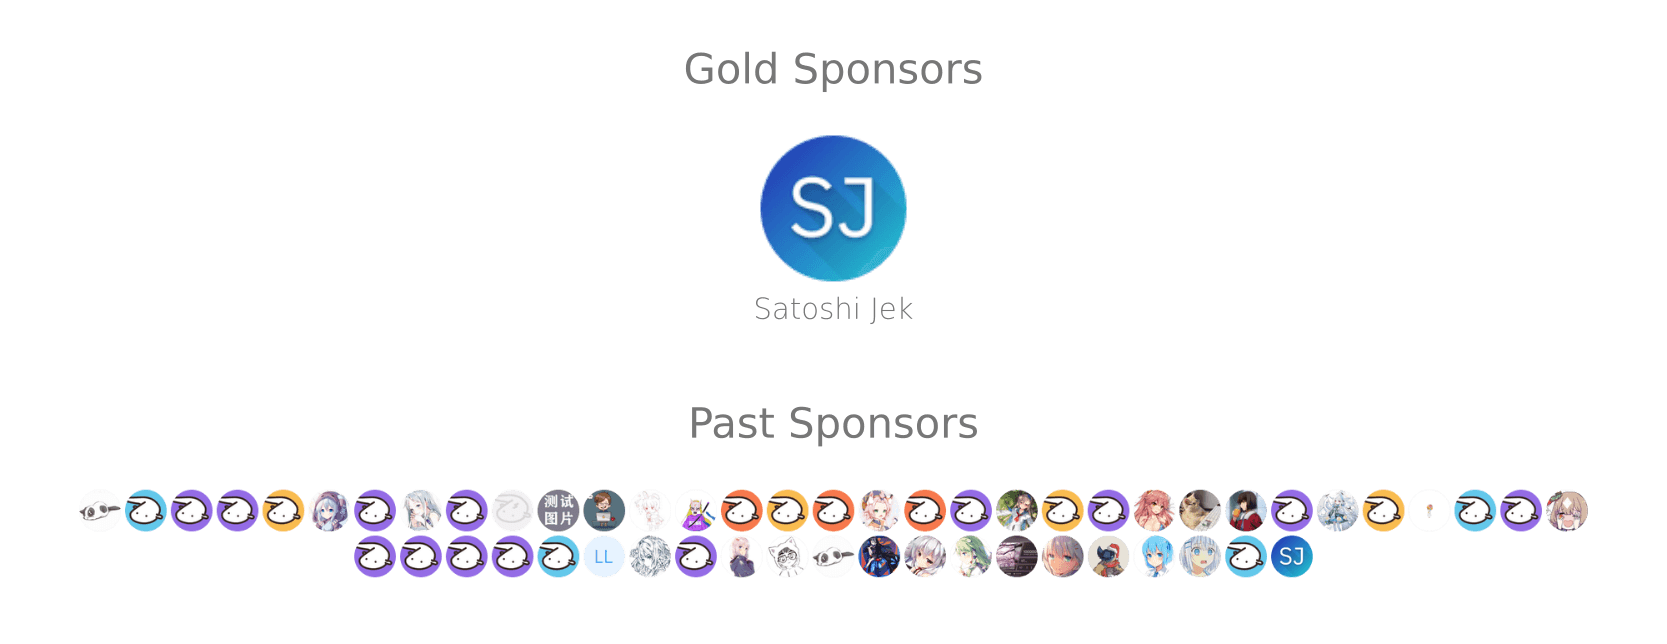 Gold Sponsors
SJ
Satoshi Jek
Past Sponsors
测试
图片
LL
SJ